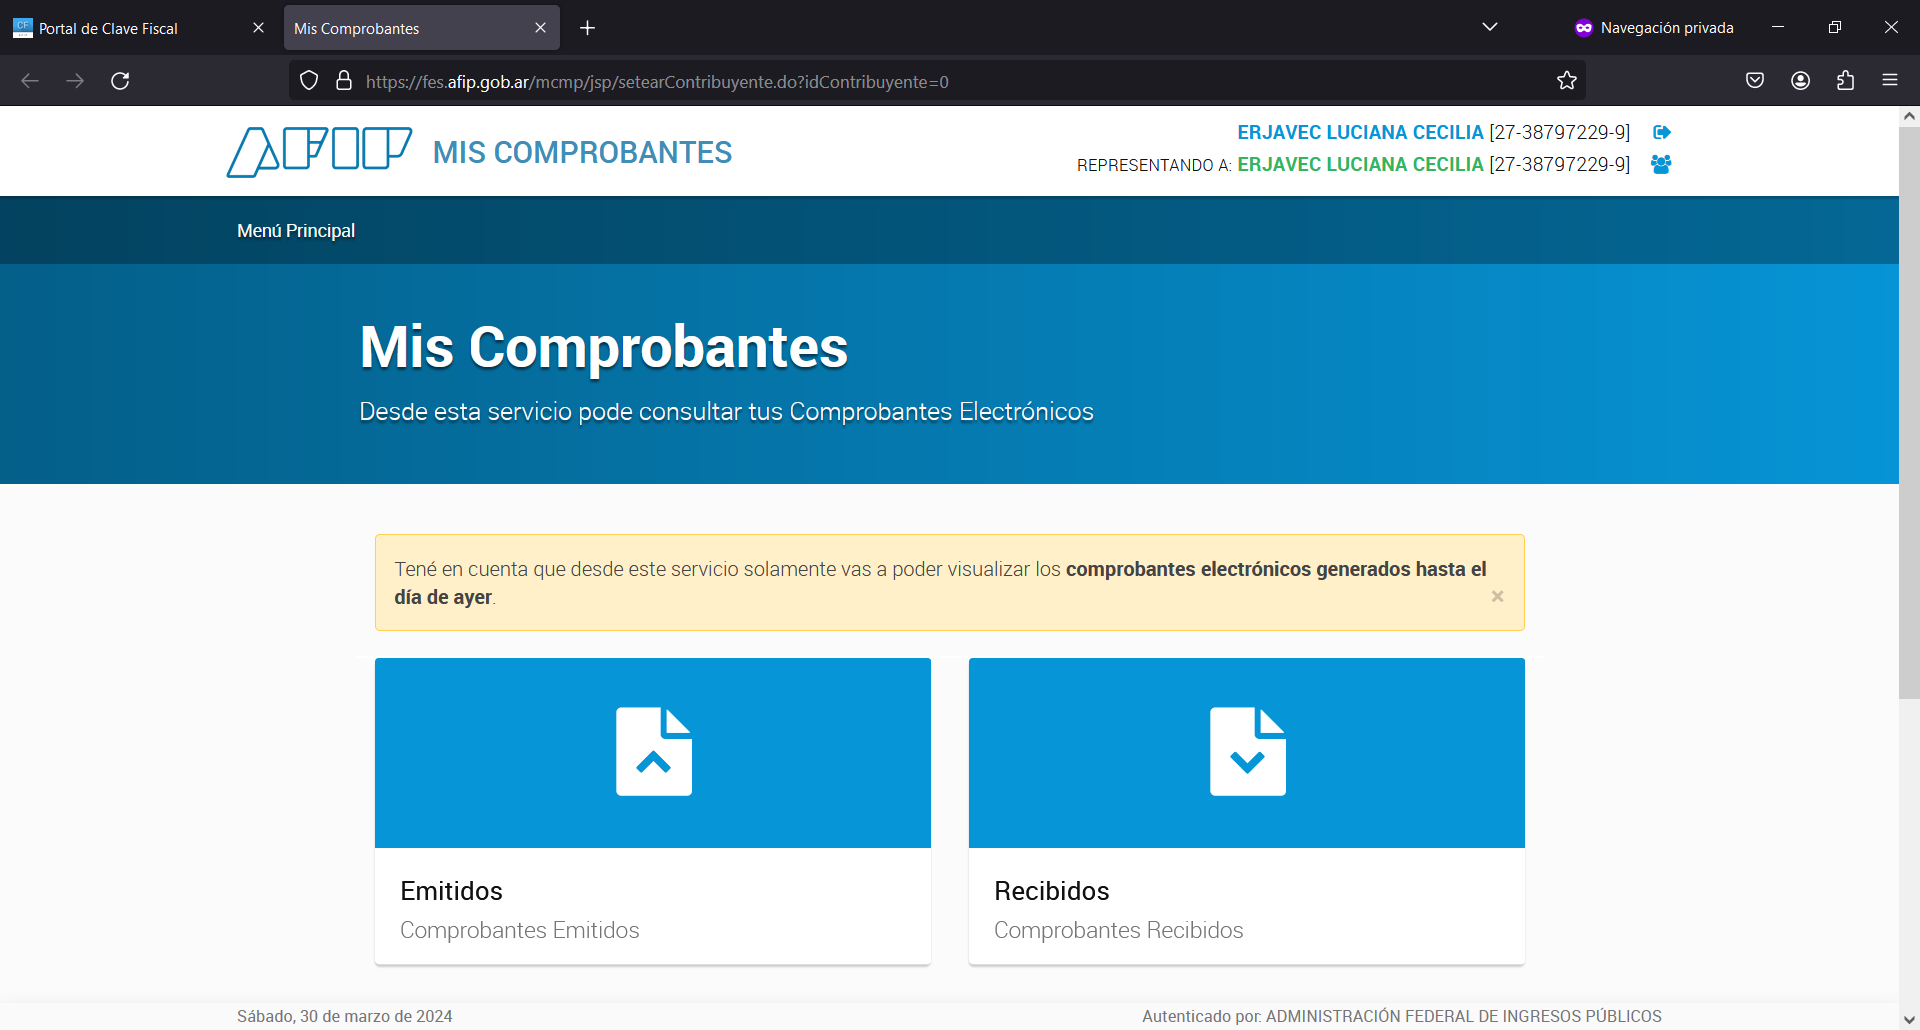 CF
Portal de Clave Fiscal
Mis Comprobantes
Navegación privada
https://fes.afip.gob.ar/mcmp/jsp/setearContribuyente.do?idContribuyente=0
AFIP MIS COMPROBANTES
ERJAVEC LUCIANA CECILIA [27-38797229-9]
REPRESENTANDO A: ERJAVEC LUCIANA CECILIA [27-38797229-9]
Menú Principal
Mis Comprobantes
Desde esta servicio pode consultar tus Comprobantes Electrónicos
Tené en cuenta que desde este servicio solamente vas a poder visualizar los comprobantes electrónicos generados hasta el
día de ayer.
Emitidos
Comprobantes Emitidos
Recibidos
Comprobantes Recibidos
Sábado, 30 de marzo de 2024
Autenticado por: ADMINISTRACIÓN FEDERAL DE INGRESOS PÚBLICOS